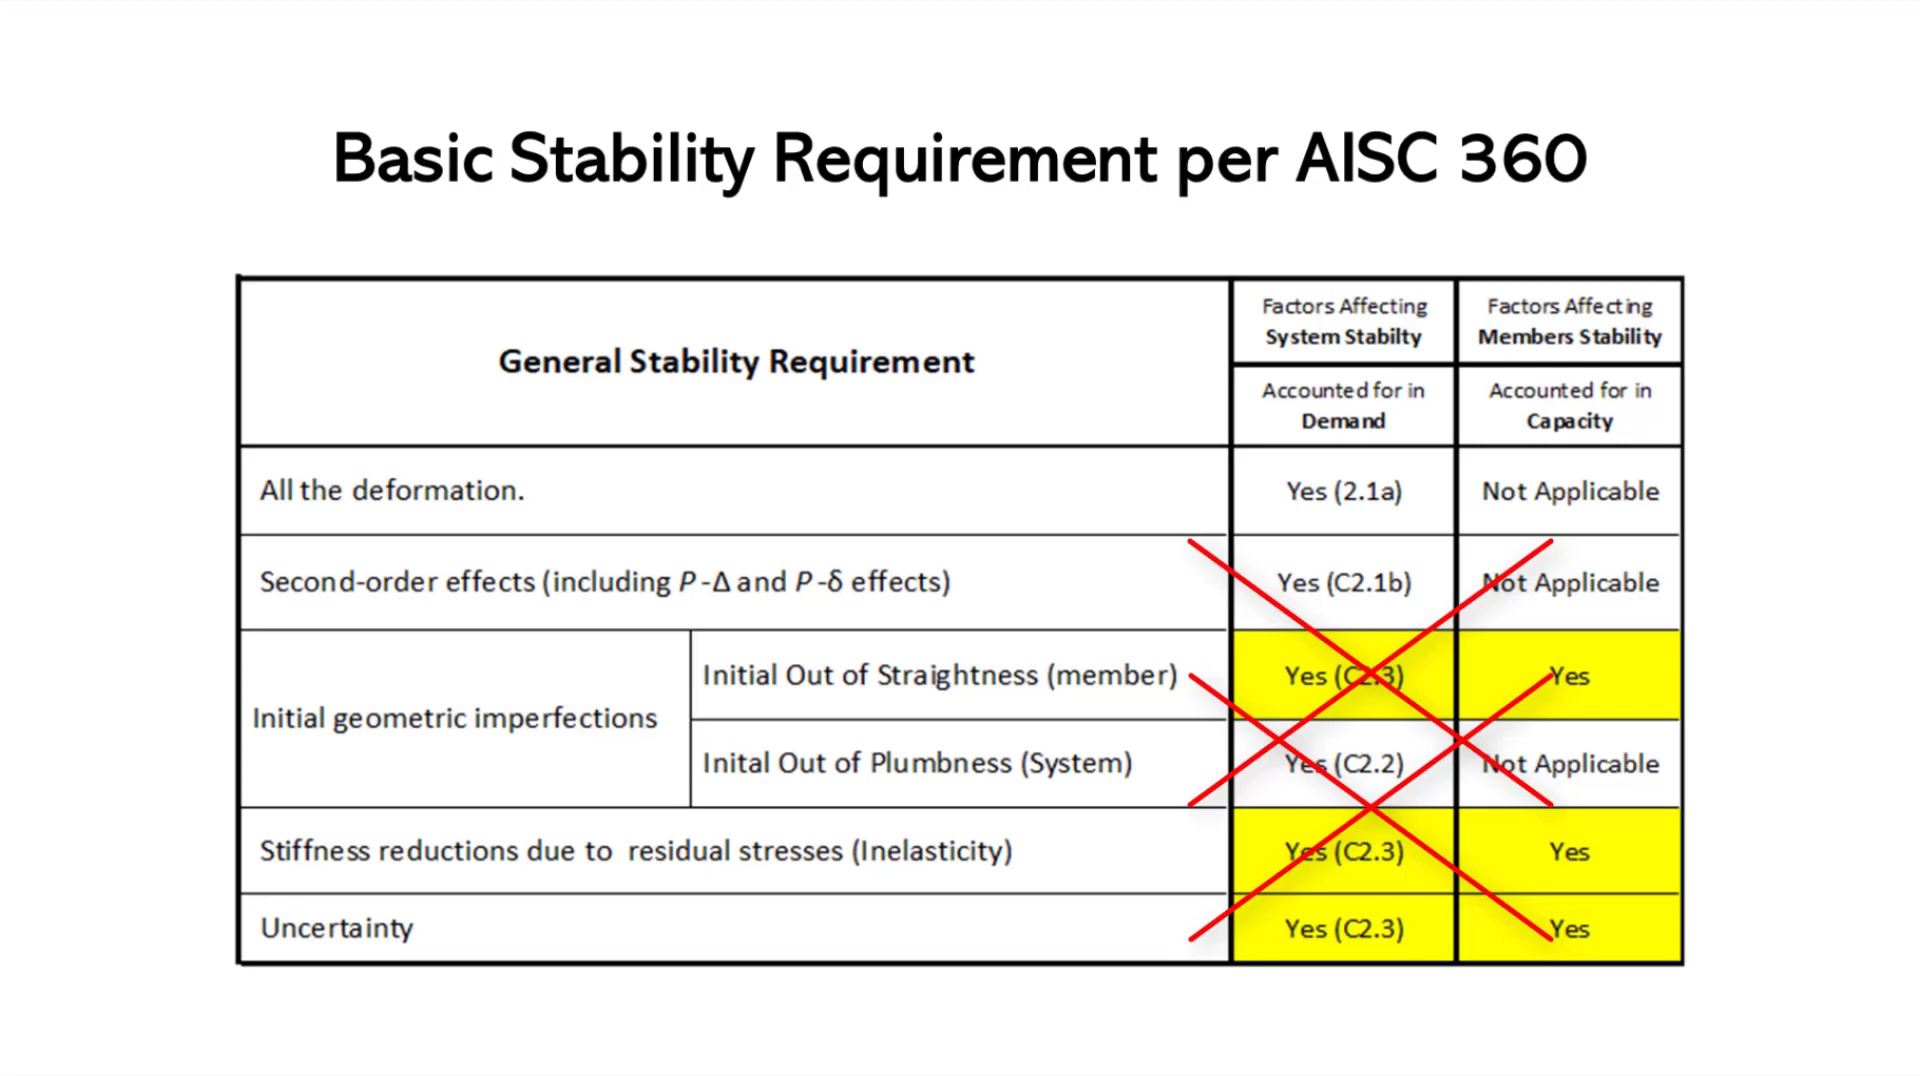 Basic Stability Requirement per AISC 360
General Stability Requirement
Factors Affecting
System Stabilty
Factors Affecting
Members Stability
Accounted for in
Demand
Accounted for in
Capacity
All the deformation.
Yes (2.1a)
Not Applicable
Second-order effects (including P-Δ and P-δ effects)
Yes (C2.1b)
Not Applicable
Initial geometric imperfections
Initial Out of Straightness (member)
Yes (C2.3)
Yes
Inital Out of Plumbness (System)
Yes (C2.2)
Not Applicable
Stiffness reductions due to residual stresses (Inelasticity)
Yes (C2.3)
Yes
Uncertainty
Yes (C2.3)
Yes